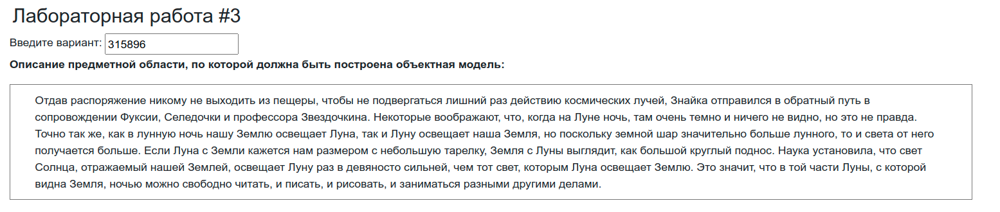 Лабораторная работа #3
Введите вариант: 315896
Описание предметной области, по которой должна быть построена объектная модель:
Отдав распоряжение никому не выходить из пещеры, чтобы не подвергаться лишний раз действию космических лучей, Знайка отправился в обратный путь в
сопровождении Фуксии, Селедочки и профессора Звездочкина. Некоторые воображают, что, когда на Луне ночь, там очень темно и ничего не видно, но это не правда.
Точно так же, как в лунную ночь нашу Землю освещает Луна, так и Луну освещает наша Земля, но поскольку земной шар значительно больше лунного, то и света от него
получается больше. Если Луна с Земли кажется нам размером с небольшую тарелку, Земля с Луны выглядит, как большой круглый поднос. Наука установила, что свет
Солнца, отражаемый нашей Землей, освещает Луну раз в девяносто сильней, чем тот свет, которым Луна освещает Землю. Это значит, что в той части Луны, с которой
видна Земля, ночью можно свободно читать, и писать, и рисовать, и заниматься разными другими делами.